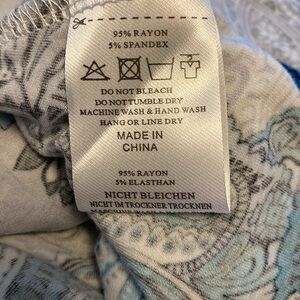 95% RAYON
5% SPANDEX
DO NOT BLEACH
DO NOT TUMBLE DRY
MACHINE WASH & HAND WASH
HANG OR LINE DRY
MADE IN
CHINA
95% RAYON
5% ELASTHAN
NICHT BLEICHEN
NICHT IM TROCKNER TROCKNEN